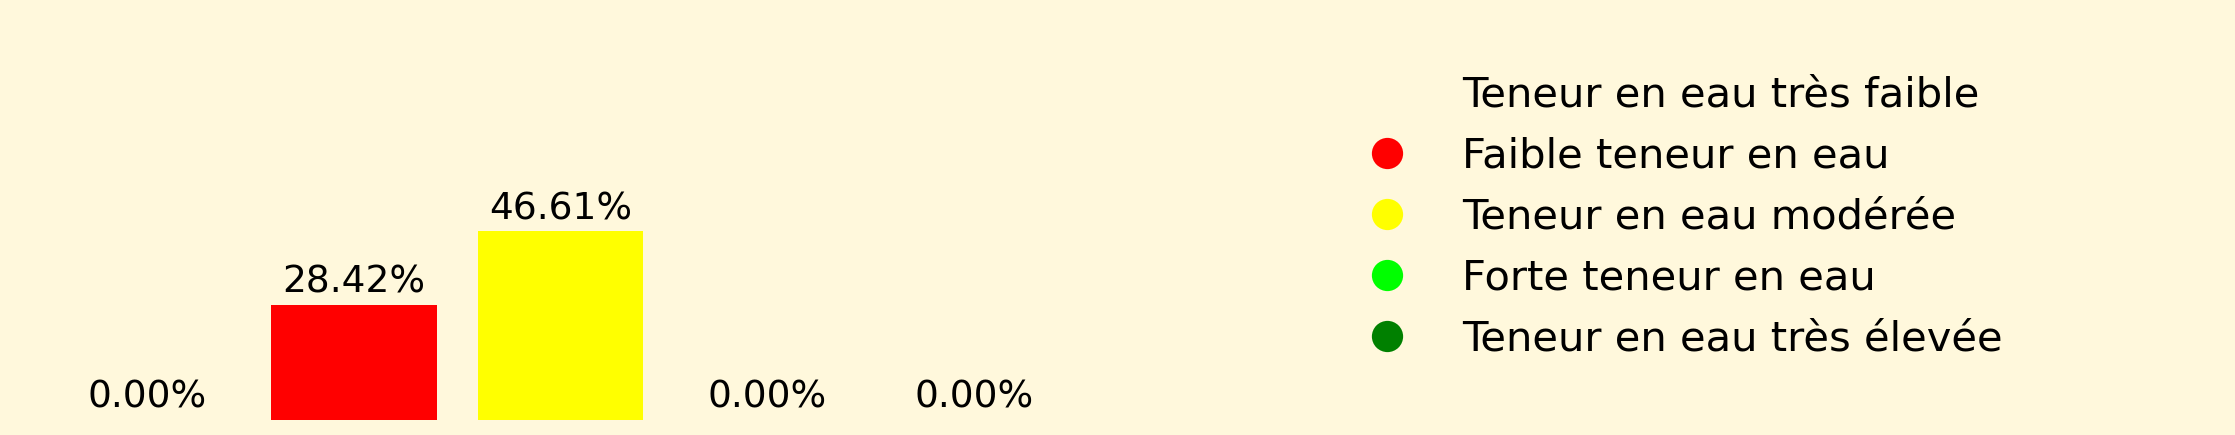 0.00%
28.42%
46.61%
0.00%
0.00%
Teneur en eau très faible
Faible teneur en eau
Teneur en eau modérée
Forte teneur en eau
Teneur en eau très élevée